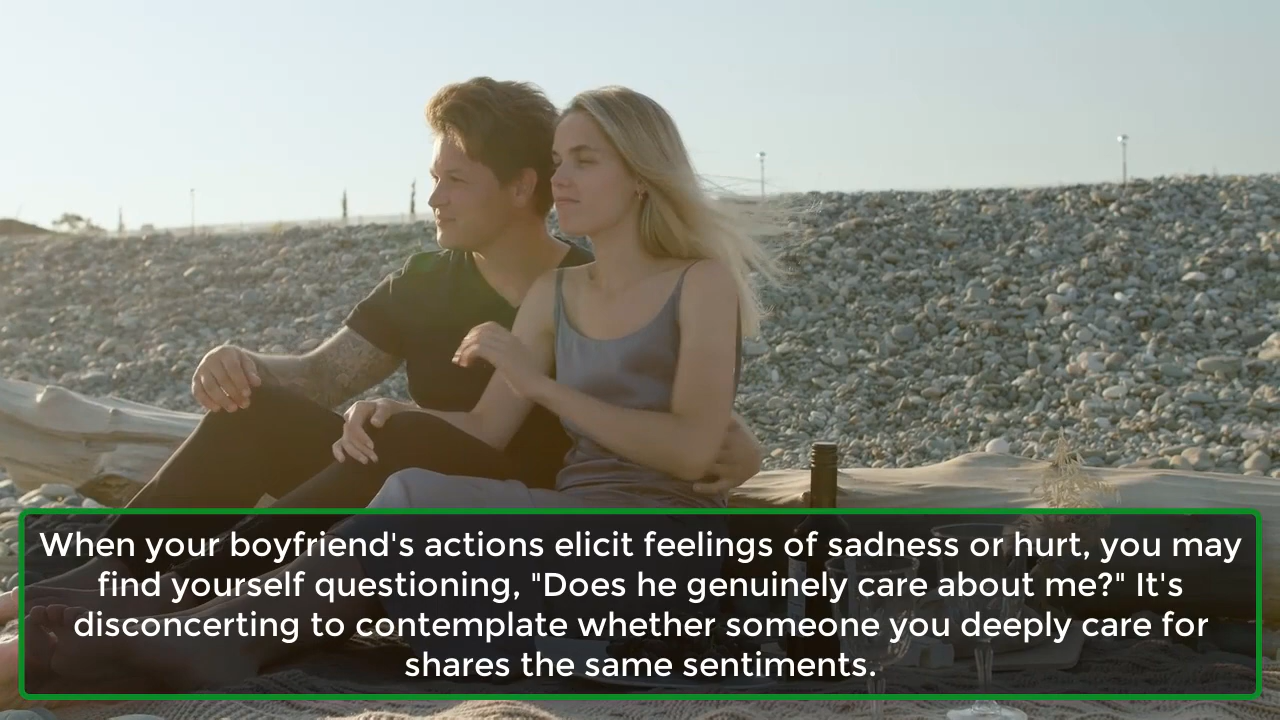 When your boyfriend's actions elicit feelings of sadness or hurt, you may
find yourself questioning, "Does he genuinely care about me?" It's
disconcerting to contemplate whether someone you deeply care for
shares the same sentiments.